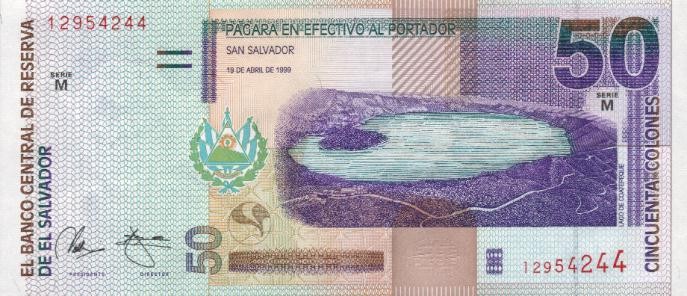 12954244
PAGARA EN EFECTIVO AL PORTADOR
SAN SALVADOR
19 DE ABRIL DE 1999
50
SERIE
M
SERIE
M
EL BANCO CENTRAL DE RESERVA
DE EL SALVADOR
CINCUENTA COLONES
LAGO DE COATEPEQUE
50
PRESIDENTE
DIRECTOR
12954244